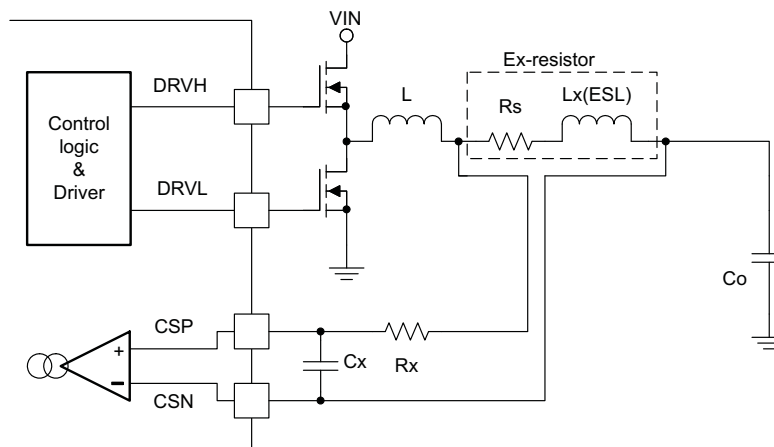 VIN
Ex-resistor
DRVH
L
Rs
Lx(ESL)
Control
logic
&
Driver
DRVL
Co
CSP
+
Cx
Rx
-
CSN